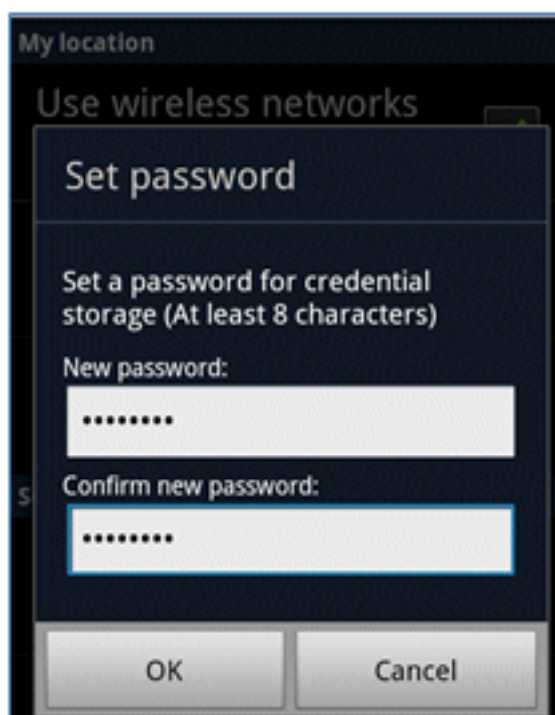 My location
Use wireless networks
Set password
Set a password for credential
storage (At least 8 characters)
New password:
••••••••
Confirm new password:
••••••••
OK
Cancel